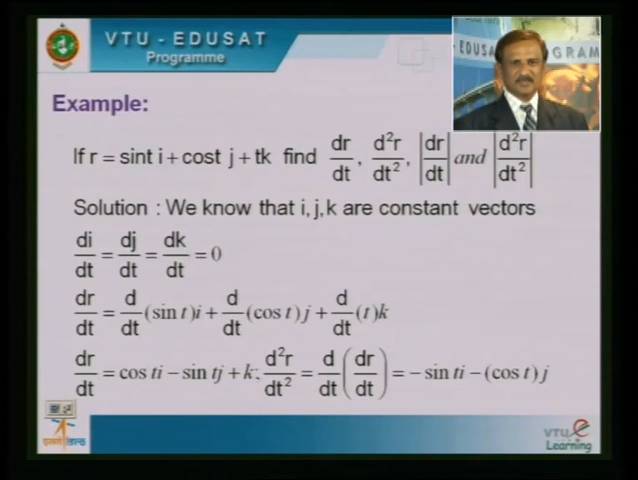 VTU - EDUSAT
Programme
EDUSA
GRAM
Example:
If r = sint i + cost j + tk find dr/dt, d²r/dt², |dr/dt| and |d²r/dt²|
Solution : We know that i, j, k are constant vectors
di/dt = dj/dt = dk/dt = 0
dr/dt = d/dt (sin t)i + d/dt (cos t)j + d/dt (t)k
dr/dt = cos ti − sin tj + k; d²r/dt² = d/dt (dr/dt) = − sin ti − (cos t)j
VTU e
Learning